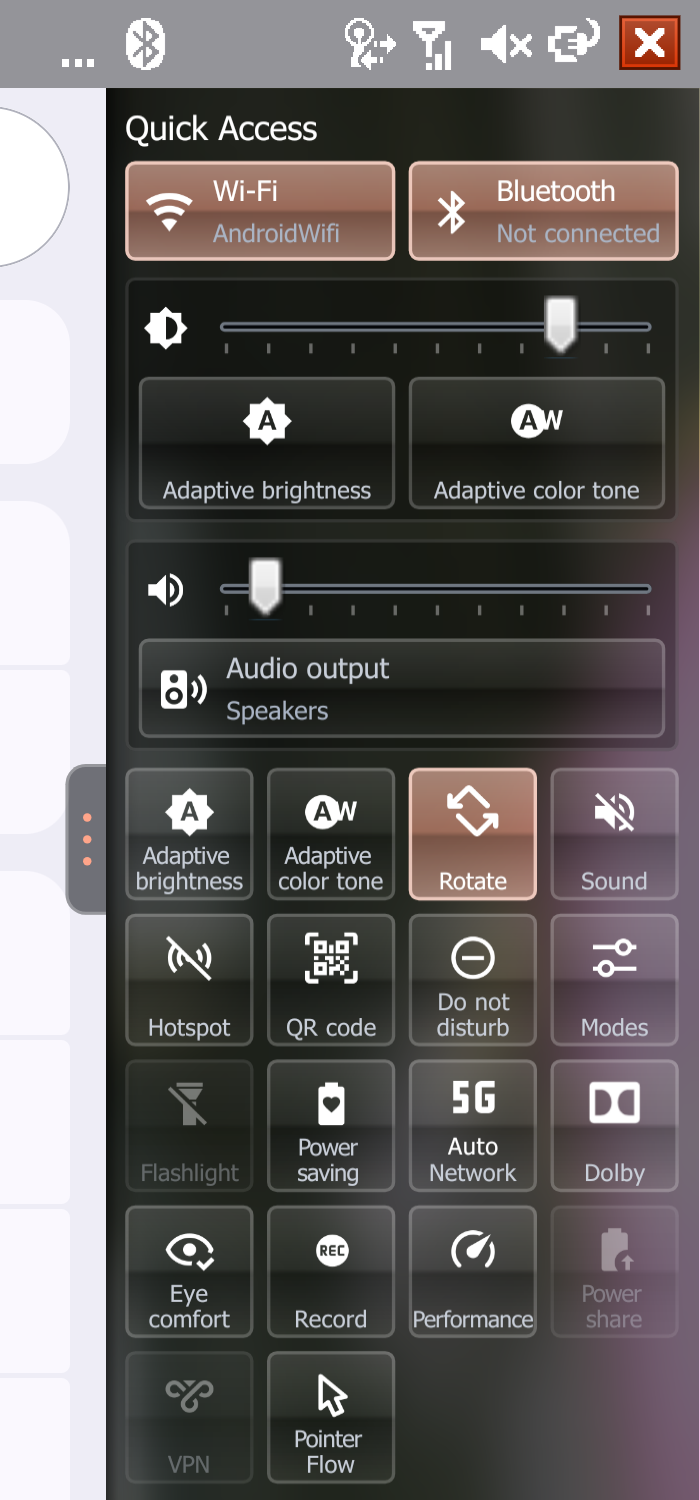 ...
Quick Access
Wi-Fi
AndroidWifi
Bluetooth
Not connected
A
Adaptive brightness
AW
Adaptive color tone
Audio output
Speakers
A
Adaptive
brightness
AW
Adaptive
color tone
Rotate
Sound
Hotspot
QR code
Do not
disturb
Modes
Flashlight
Power
saving
5G
Auto
Network
Dolby
Eye
comfort
REC
Record
Performance
Power
share
VPN
Pointer
Flow